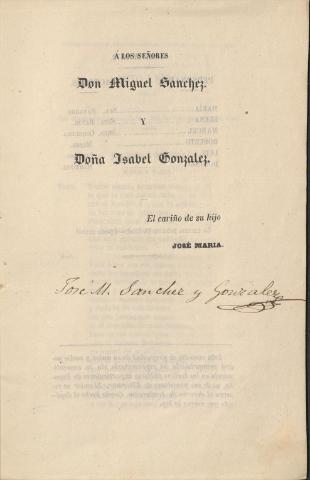 Á LOS SEÑORES
Don Miguel Sanchez.
Y
Doña Isabel Gonzalez.
El cariño de su hijo
JOSÉ MARIA.
José M. Sanchez y Gonzalez